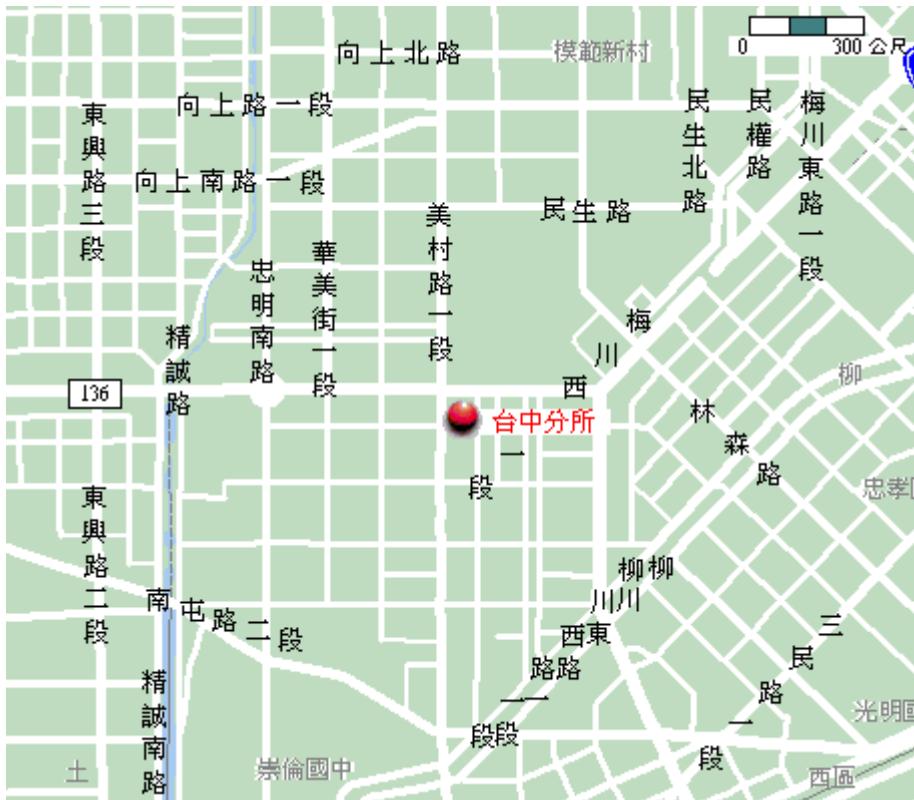 向上北路
模範新村
0 300 公尺
向上路一段
東興路三段
民生北路
民權路
梅川東路一段
向上南路一段
美村路一段
民生路
華美街一段
忠明南路
精誠路
136
梅川西
一段
台中分所
柳
林森路
忠孝
東興路二段
南屯路二段
柳川西路一段
柳川東路一段
三民路一段
精誠南路
光明
土
崇倫國中
西區